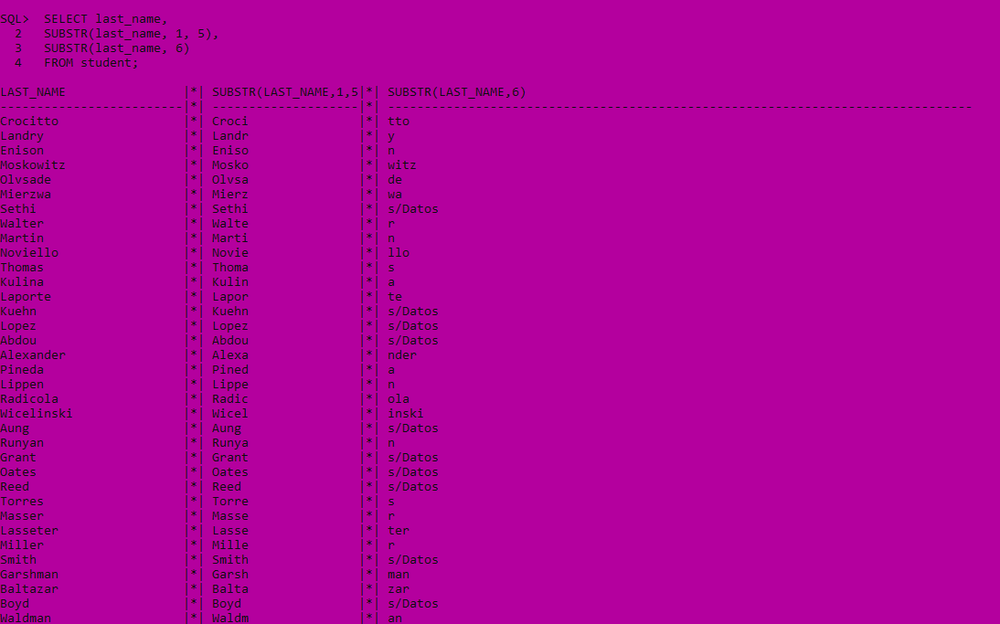 SQL>  SELECT last_name,
  2   SUBSTR(last_name, 1, 5),
  3   SUBSTR(last_name, 6)
  4   FROM student;
LAST_NAME                |*| SUBSTR(LAST_NAME,1,5|*| SUBSTR(LAST_NAME,6)
-------------------------|*| --------------------|*| --------------------------------------------------------------------------------
Crocitto                 |*| Croci               |*| tto
Landry                   |*| Landr               |*| y
Enison                   |*| Eniso               |*| n
Moskowitz                |*| Mosko               |*| witz
Olvsade                  |*| Olvsa               |*| de
Mierzwa                  |*| Mierz               |*| wa
Sethi                    |*| Sethi               |*| s/Datos
Walter                   |*| Walte               |*| r
Martin                   |*| Marti               |*| n
Noviello                 |*| Novie               |*| llo
Thomas                   |*| Thoma               |*| s
Kulina                   |*| Kulin               |*| a
Laporte                  |*| Lapor               |*| te
Kuehn                    |*| Kuehn               |*| s/Datos
Lopez                    |*| Lopez               |*| s/Datos
Abdou                    |*| Abdou               |*| s/Datos
Alexander                |*| Alexa               |*| nder
Pineda                   |*| Pined               |*| a
Lippen                   |*| Lippe               |*| n
Radicola                 |*| Radic               |*| ola
Wicelinski               |*| Wicel               |*| inski
Aung                     |*| Aung                |*| s/Datos
Runyan                   |*| Runya               |*| n
Grant                    |*| Grant               |*| s/Datos
Oates                    |*| Oates               |*| s/Datos
Reed                     |*| Reed                |*| s/Datos
Torres                   |*| Torre               |*| s
Masser                   |*| Masse               |*| r
Lasseter                 |*| Lasse               |*| ter
Miller                   |*| Mille               |*| r
Smith                    |*| Smith               |*| s/Datos
Garshman                 |*| Garsh               |*| man
Baltazar                 |*| Balta               |*| zar
Boyd                     |*| Boyd                |*| s/Datos
Waldman                  |*| Waldm               |*| an